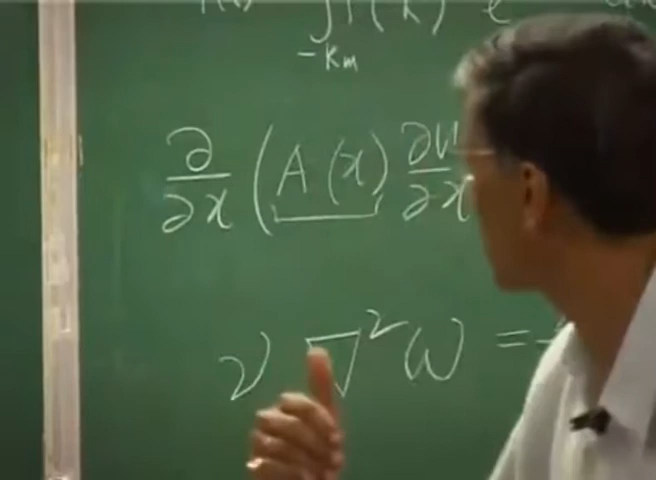 ∫ (k) e
-km
∂/∂x (A(x) ∂u/∂x
ν ∇²ω =